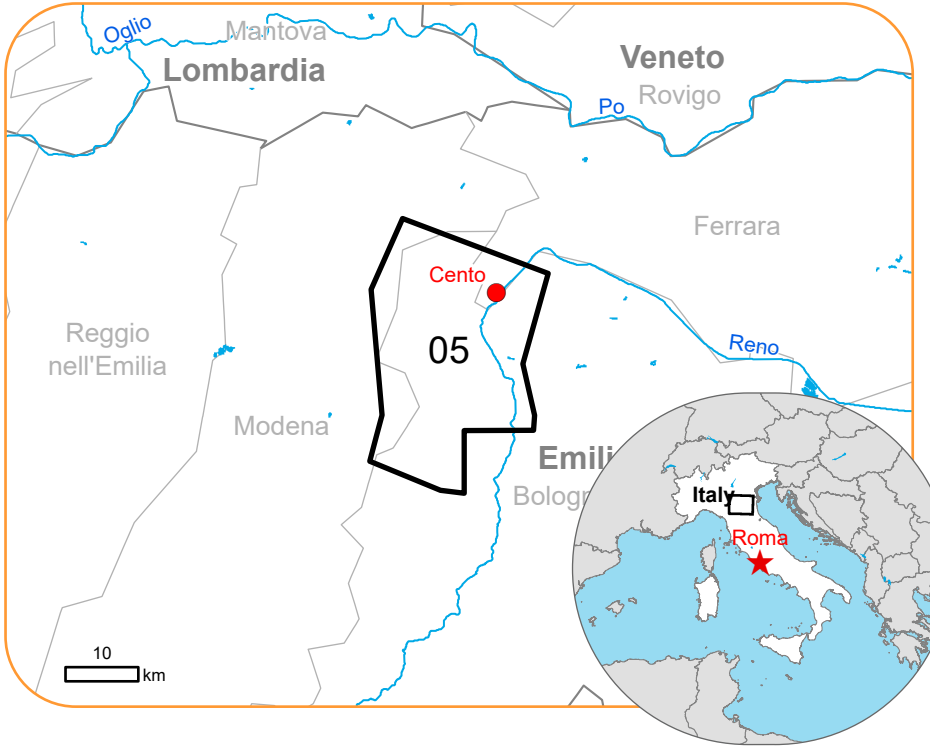 Oglio
Mantova
Lombardia
Veneto
Rovigo
Po
Ferrara
Cento
05
Reno
Reggio
nell'Emilia
Modena
Emili
Bologn
Italy
Roma
10
km